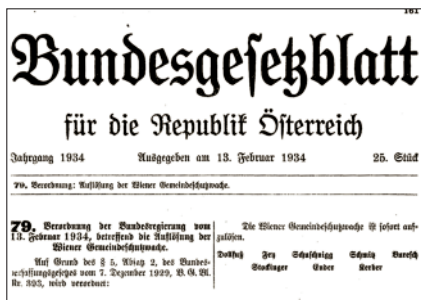 161
Bundesgesetzblatt
für die Republik Österreich
Jahrgang 1934 Ausgegeben am 13. Februar 1934 25. Stück
79. Verordnung: Auflösung der Wiener Gemeindeschutzwache.
79. Verordnung der Bundesregierung vom
13. Februar 1934, betreffend die Auflösung der
Wiener Gemeindeschutzwache.
Auf Grund des § 5, Absatz 2, des Bundes-
verfassungsgesetzes vom 7. Dezember 1929, B. G. Bl.
Nr. 393, wird verordnet:
Die Wiener Gemeindeschutzwache ist sofort auf-
zulösen.
Dollfuß Fey Schuschnigg Schmitz Buresch
Stockinger Ender Kerber